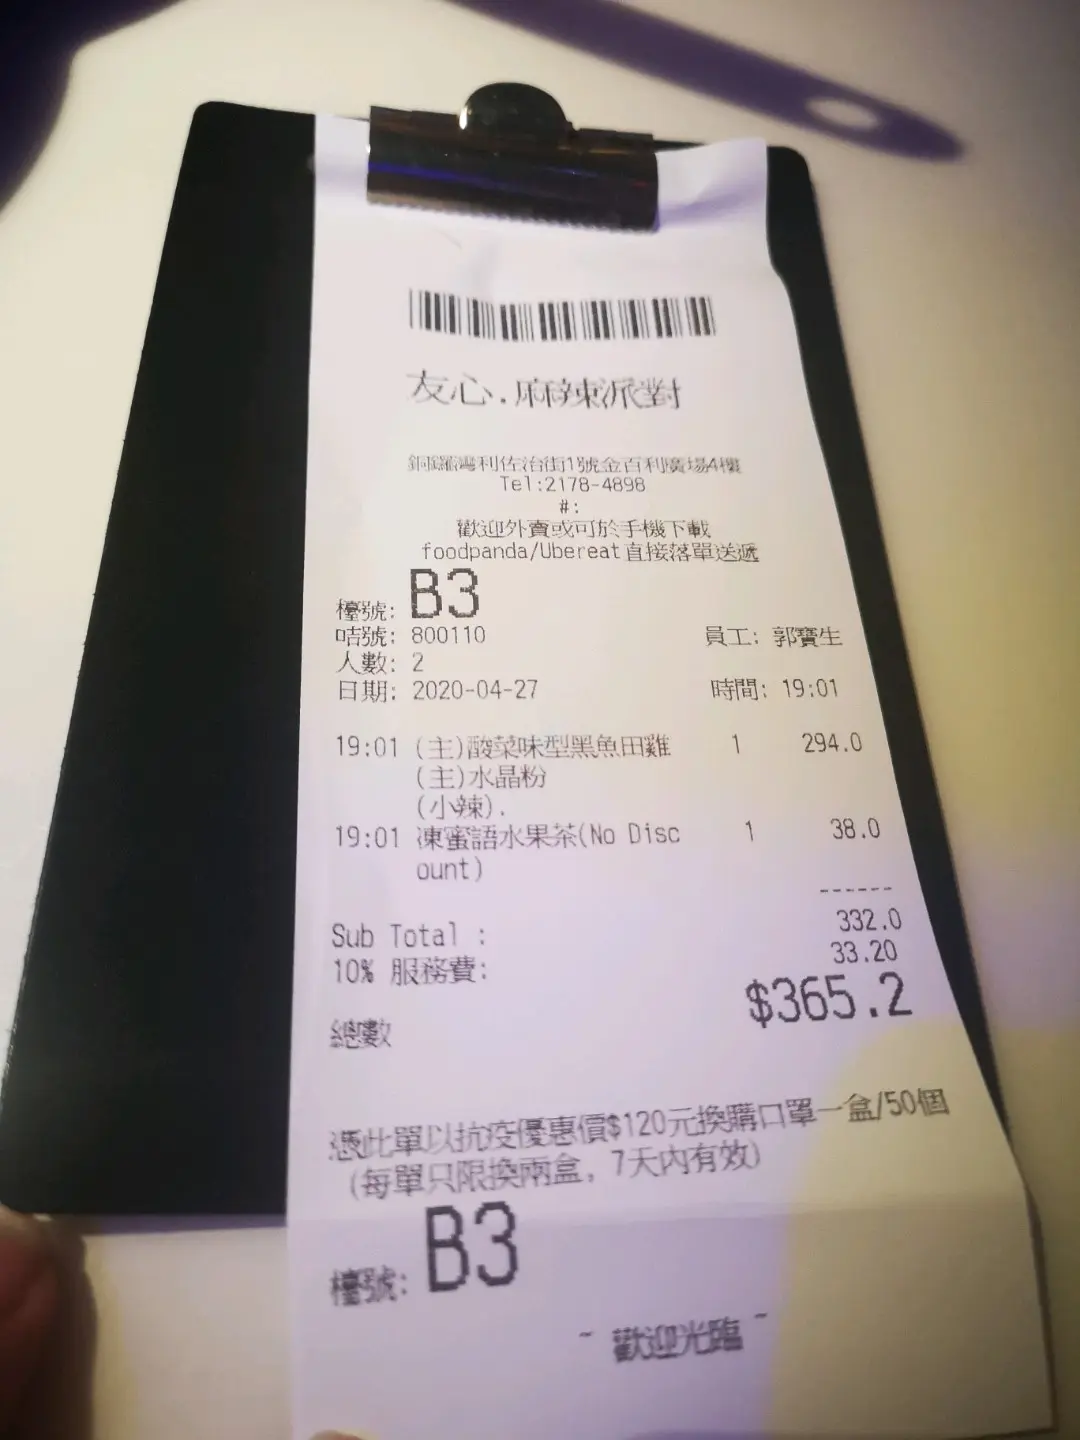 友心.麻辣派對
銅鑼灣利佐治街1號金百利廣場4樓
Tel:2178-4898
#:
歡迎外賣或可於手機下載
foodpanda/Ubereat直接落單送遞
檯號: B3
咭號: 800110 員工: 郭寶生
人數: 2
日期: 2020-04-27 時間: 19:01
19:01 (主)酸菜味型黑魚田雞 1 294.0
(主)水晶粉
(小辣).
19:01 凍蜜語水果茶(No Disc 1 38.0
ount)
------
Sub Total : 332.0
10% 服務費: 33.20
總數 $365.2
憑此單以抗疫優惠價$120元換購口罩一盒/50個
(每單只限換兩盒, 7天內有效)
檯號: B3
~ 歡迎光臨 ~